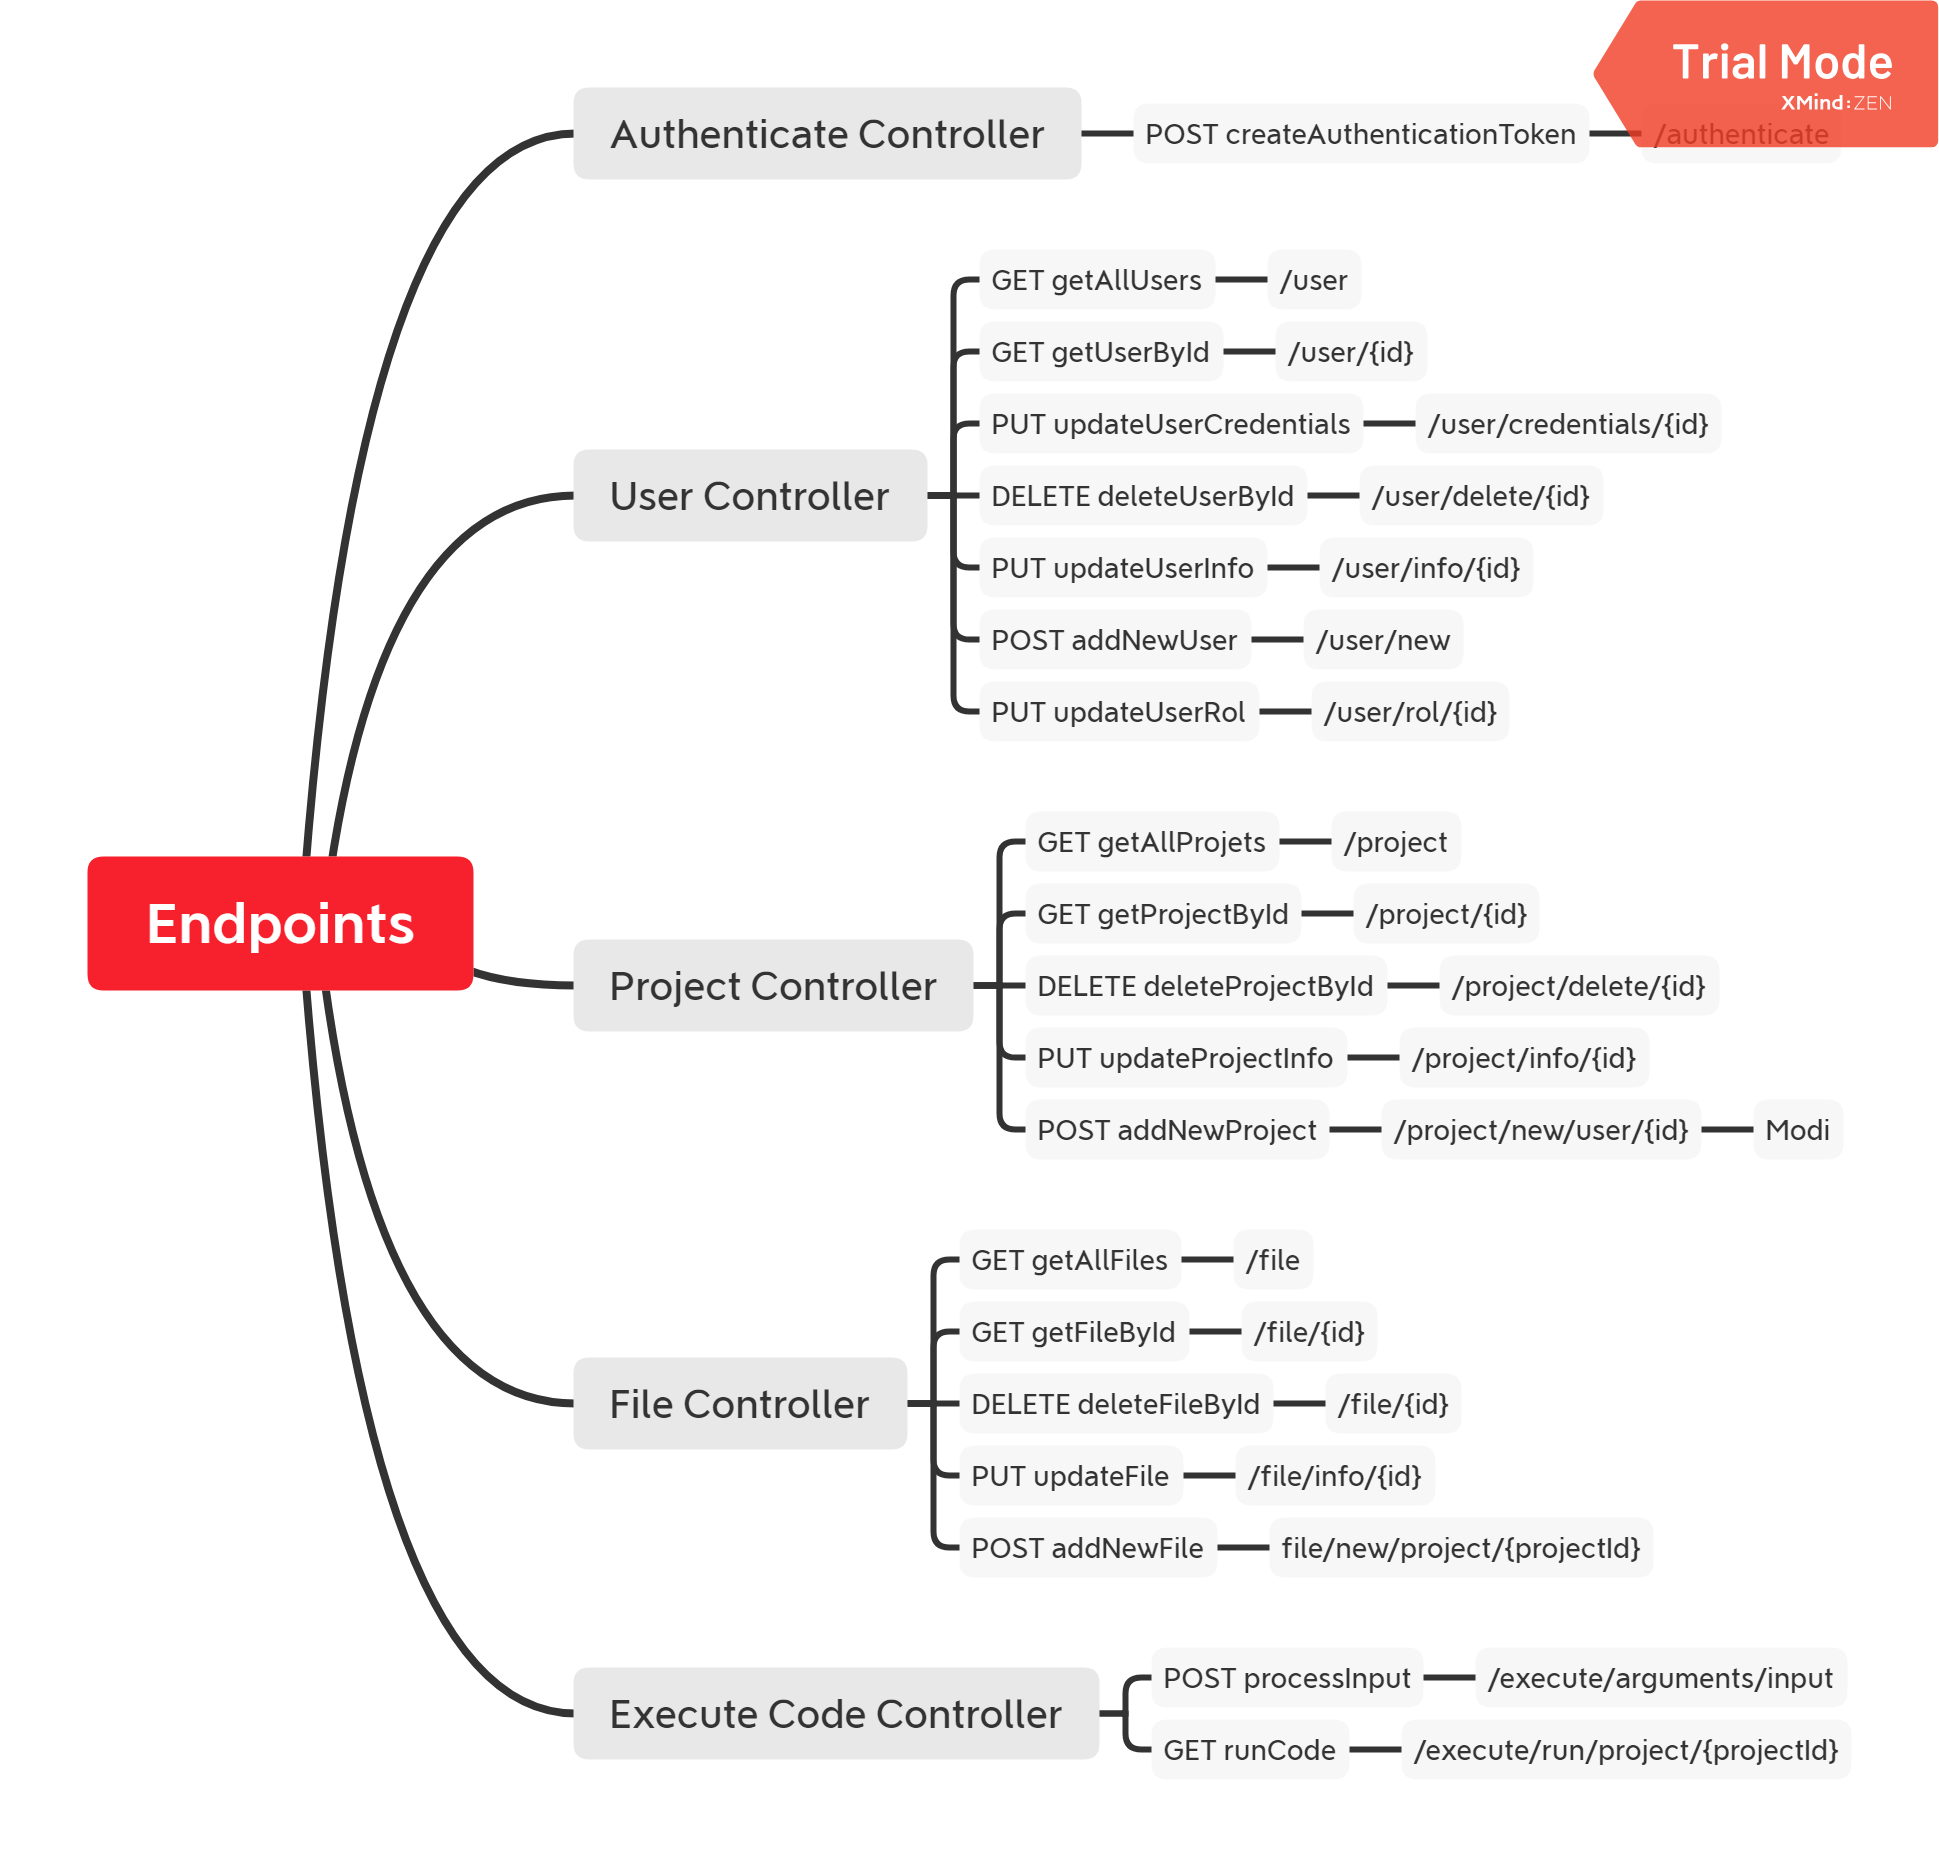 Trial Mode
XMind:ZEN
Authenticate Controller
POST createAuthenticationToken
/authenticate
User Controller
GET getAllUsers
/user
GET getUserById
/user/{id}
PUT updateUserCredentials
/user/credentials/{id}
DELETE deleteUserById
/user/delete/{id}
PUT updateUserInfo
/user/info/{id}
POST addNewUser
/user/new
PUT updateUserRol
/user/rol/{id}
Endpoints
Project Controller
GET getAllProjets
/project
GET getProjectById
/project/{id}
DELETE deleteProjectById
/project/delete/{id}
PUT updateProjectInfo
/project/info/{id}
POST addNewProject
/project/new/user/{id}
Modi
File Controller
GET getAllFiles
/file
GET getFileById
/file/{id}
DELETE deleteFileById
/file/{id}
PUT updateFile
/file/info/{id}
POST addNewFile
file/new/project/{projectId}
Execute Code Controller
POST processInput
/execute/arguments/input
GET runCode
/execute/run/project/{projectId}